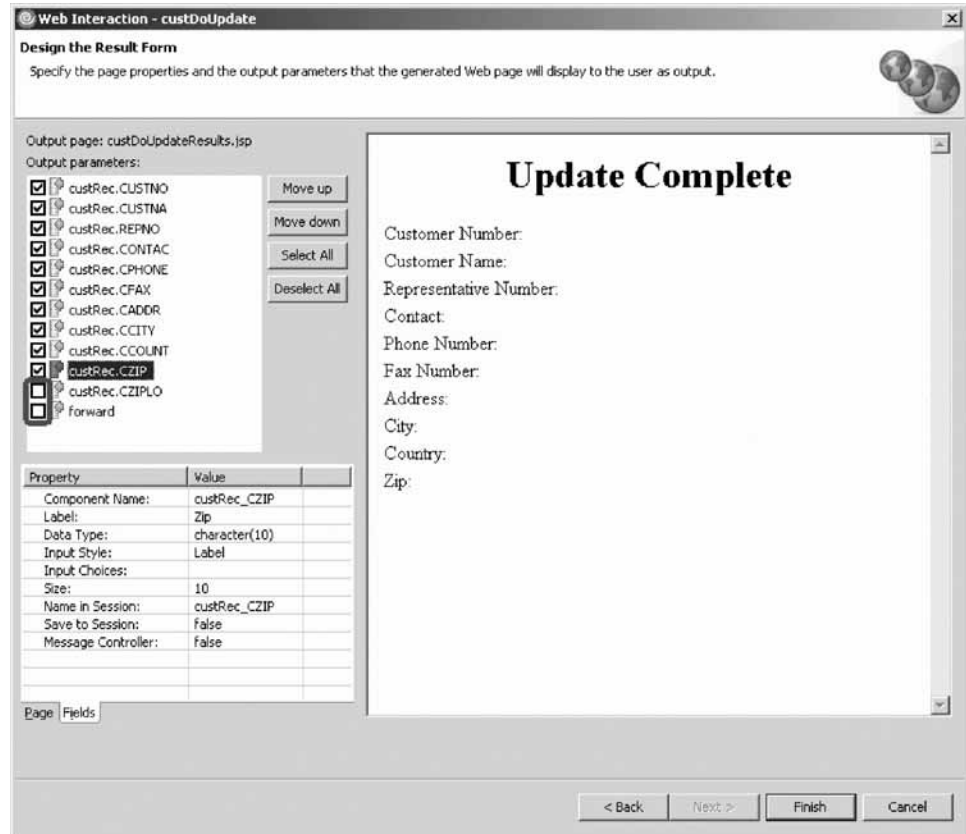 Web Interaction - custDoUpdate
Design the Result Form
Specify the page properties and the output parameters that the generated Web page will display to the user as output.
Output page: custDoUpdateResults.jsp
Output parameters:
custRec.CUSTNO
custRec.CUSTNA
custRec.REPNO
custRec.CONTAC
custRec.CPHONE
custRec.CFAX
custRec.CADDR
custRec.CCITY
custRec.CCOUNT
custRec.CZIP
custRec.CZIPLO
forward
Move up
Move down
Select All
Deselect All
Property Value
Component Name: custRec_CZIP
Label: Zip
Data Type: character(10)
Input Style: Label
Input Choices:
Size: 10
Name in Session: custRec_CZIP
Save to Session: false
Message Controller: false
Page Fields
Update Complete
Customer Number:
Customer Name:
Representative Number:
Contact:
Phone Number:
Fax Number:
Address:
City:
Country:
Zip:
< Back Next > Finish Cancel